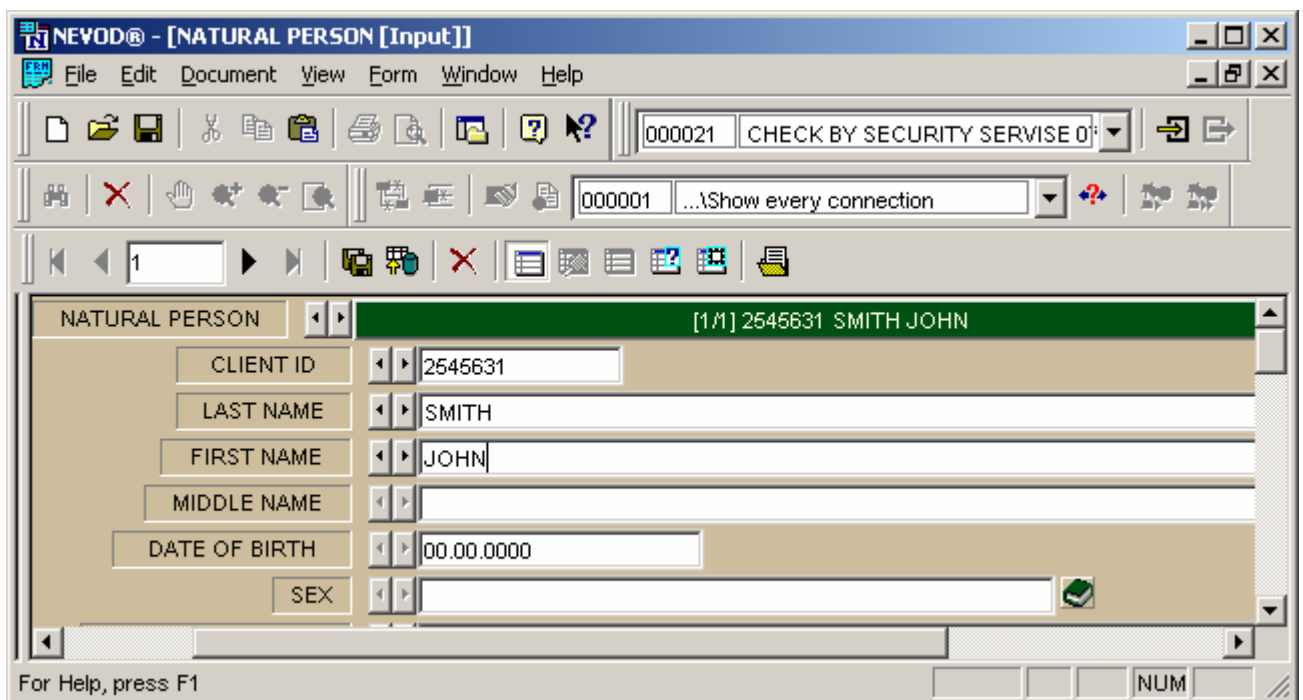 NEVOD® - [NATURAL PERSON [Input]]
File Edit Document View Form Window Help
000021 CHECK BY SECURITY SERVISE
000001 ...\Show every connection
1
NATURAL PERSON [1/1] 2545631 SMITH JOHN
CLIENT ID 2545631
LAST NAME SMITH
FIRST NAME JOHN
MIDDLE NAME
DATE OF BIRTH 00.00.0000
SEX
For Help, press F1 NUM